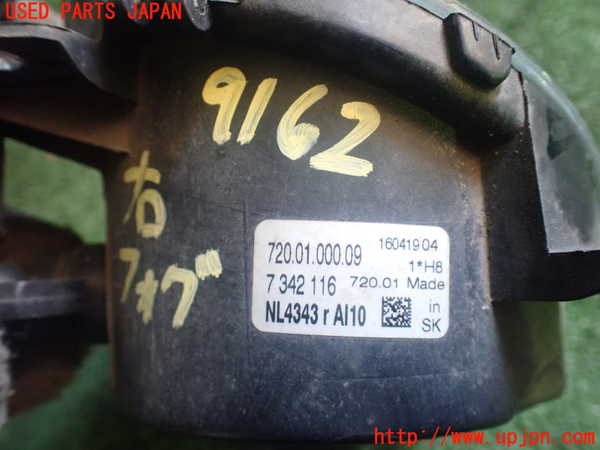 USED PARTS JAPAN
9162
右
フォグ
720.01.000.09
16041904
1*H8
7 342 116
720.01 Made
NL4343 r AI10
in
SK
http://www.upjpn.com/